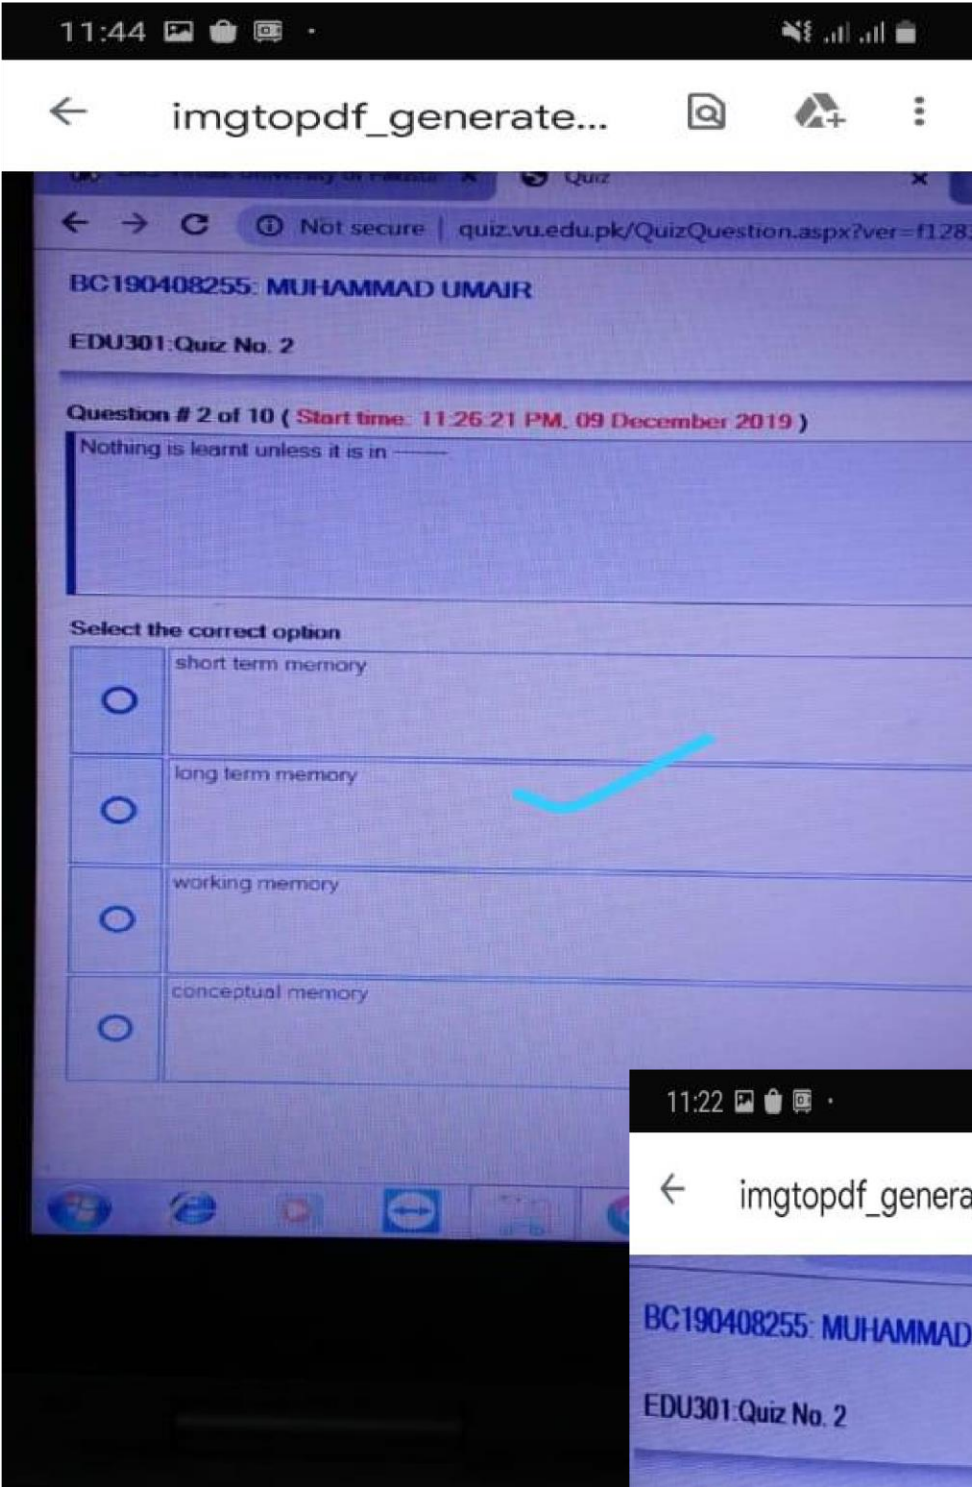 11:44
imgtopdf_generate...
Quiz
Not secure | quiz.vu.edu.pk/QuizQuestion.aspx?ver=f128
BC190408255: MUHAMMAD UMAIR
EDU301:Quiz No. 2
Question # 2 of 10 ( Start time: 11:26:21 PM, 09 December 2019 )
Nothing is learnt unless it is in -------
Select the correct option
short term memory
long term memory
working memory
conceptual memory
11:22
imgtopdf_genera
BC190408255: MUHAMMAD
EDU301:Quiz No. 2